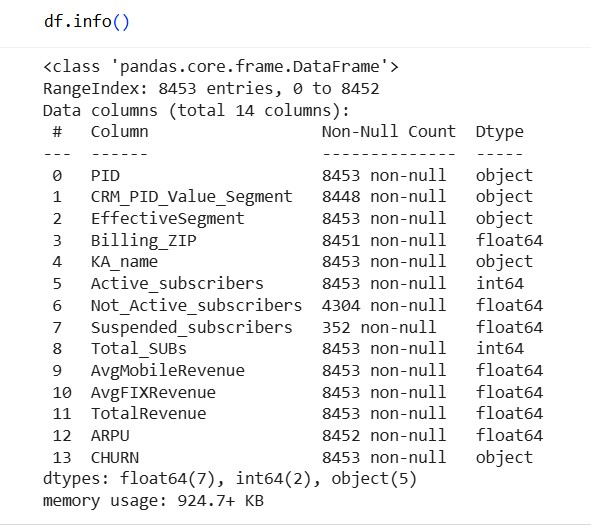 df.info()
<class 'pandas.core.frame.DataFrame'>
RangeIndex: 8453 entries, 0 to 8452
Data columns (total 14 columns):
 #   Column                 Non-Null Count  Dtype
---  ------                 --------------  -----
 0   PID                    8453 non-null   object
 1   CRM_PID_Value_Segment  8448 non-null   object
 2   EffectiveSegment       8453 non-null   object
 3   Billing_ZIP            8451 non-null   float64
 4   KA_name                8453 non-null   object
 5   Active_subscribers     8453 non-null   int64
 6   Not_Active_subscribers 4304 non-null   float64
 7   Suspended_subscribers  352 non-null    float64
 8   Total_SUBs             8453 non-null   int64
 9   AvgMobileRevenue       8453 non-null   float64
 10  AvgFIXRevenue          8453 non-null   float64
 11  TotalRevenue           8453 non-null   float64
 12  ARPU                   8452 non-null   float64
 13  CHURN                  8453 non-null   object
dtypes: float64(7), int64(2), object(5)
memory usage: 924.7+ KB